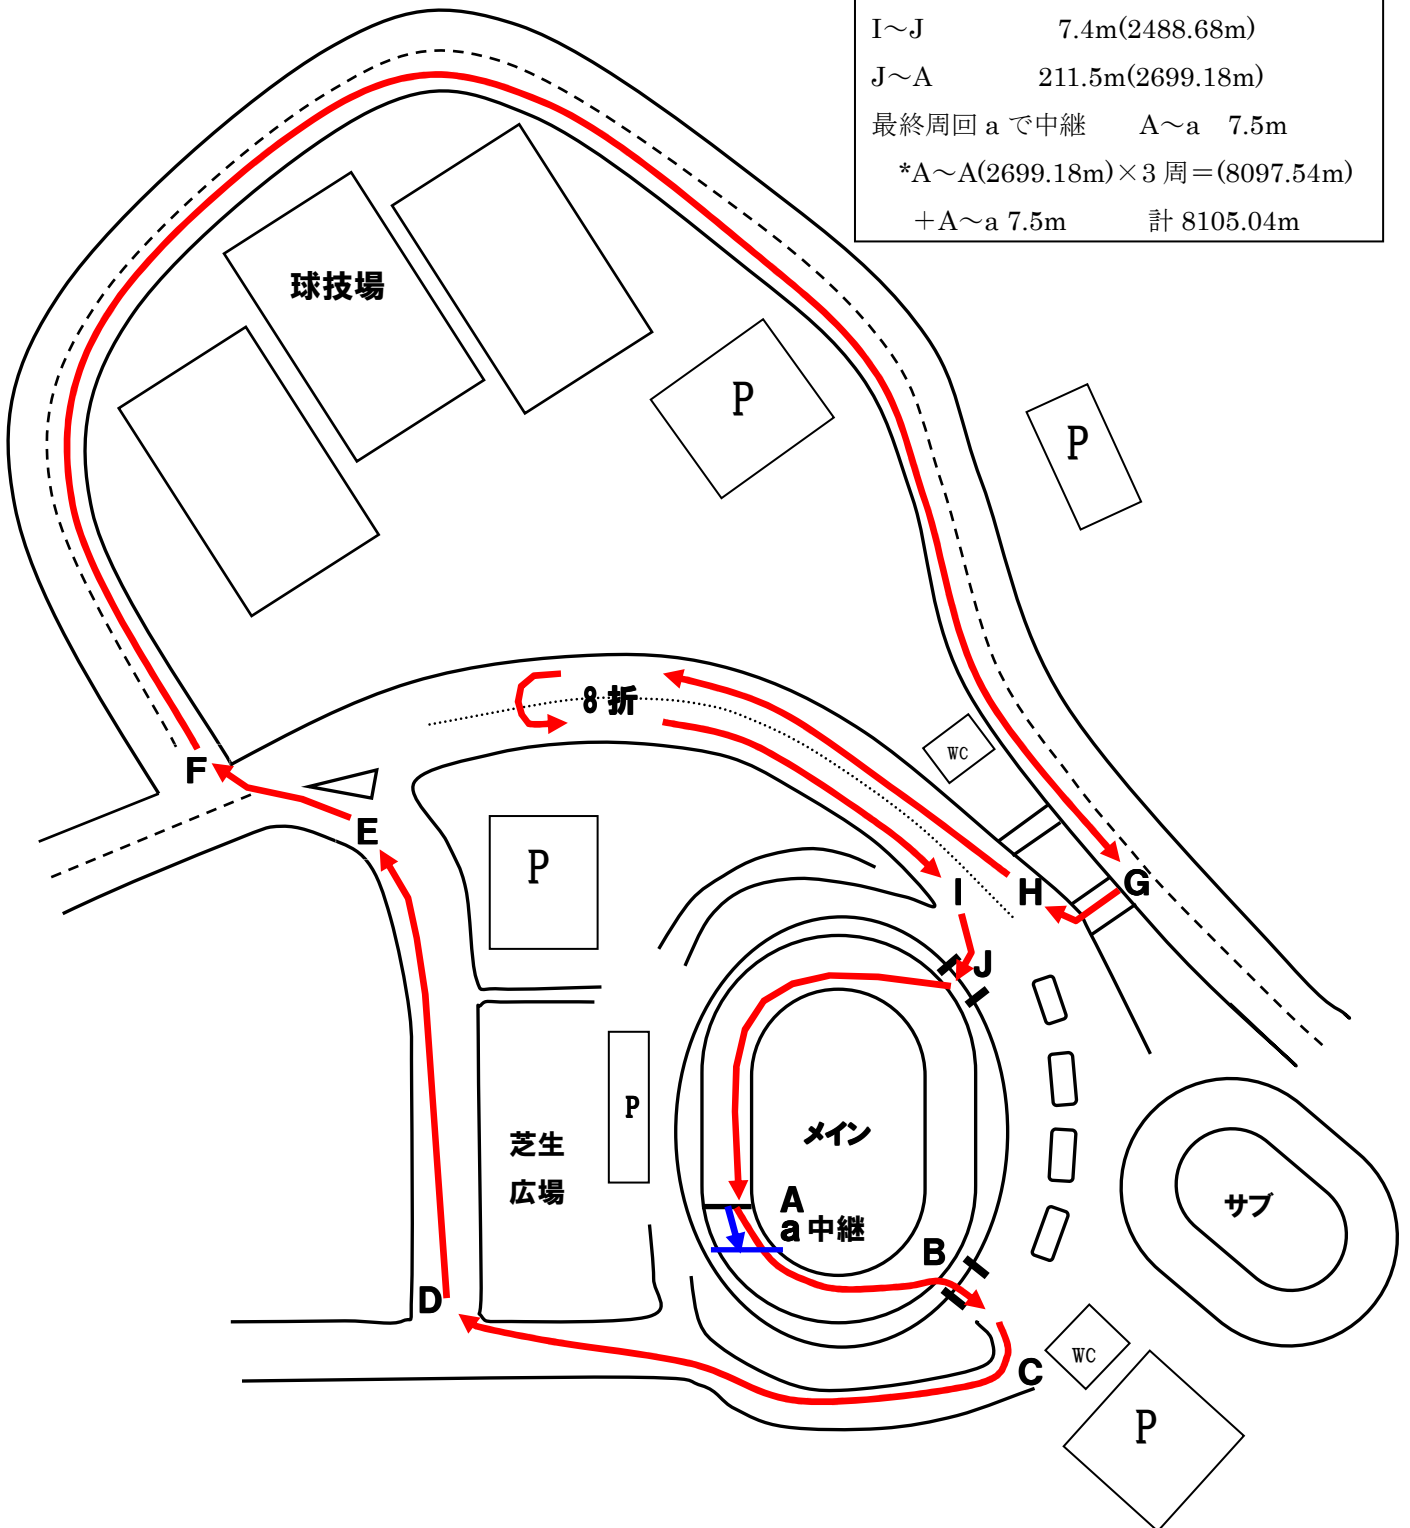 I～J 7.4m(2488.68m)
J～A 211.5m(2699.18m)
最終周回 a で中継 A～a 7.5m
*A～A(2699.18m)×3 周＝(8097.54m)
＋A～a 7.5m 計 8105.04m
球技場
P
P
8 折
WC
F
E
P
I
H
G
J
P
芝生
広場
メイン
A
a 中継
サブ
B
D
C
WC
P